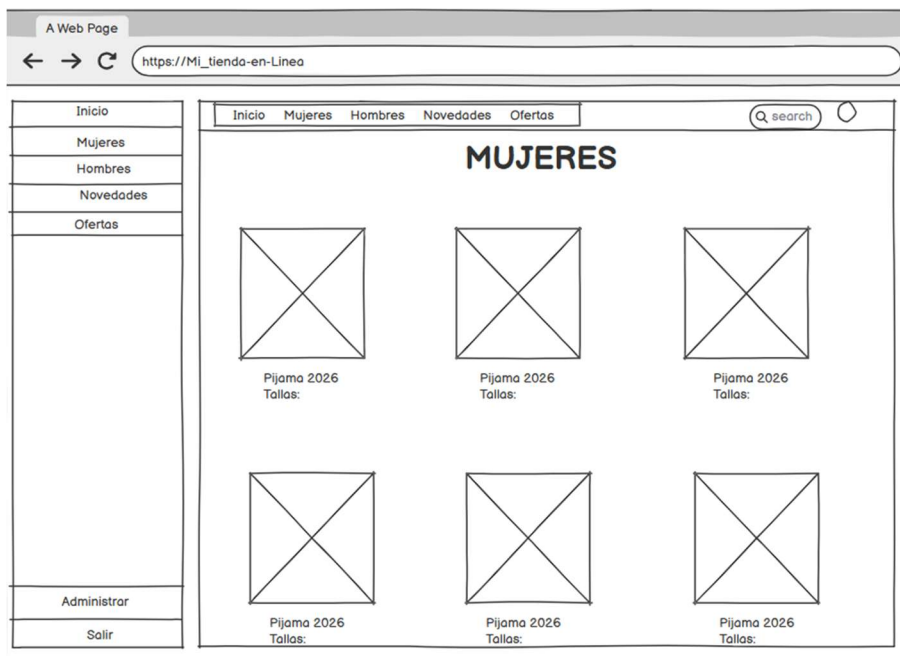 A Web Page
https://Mi_tienda-en-Linea
Inicio
Mujeres
Hombres
Novedades
Ofertas
Administrar
Salir
Inicio Mujeres Hombres Novedades Ofertas
search
MUJERES
Pijama 2026
Tallas:
Pijama 2026
Tallas:
Pijama 2026
Tallas:
Pijama 2026
Tallas:
Pijama 2026
Tallas:
Pijama 2026
Tallas: